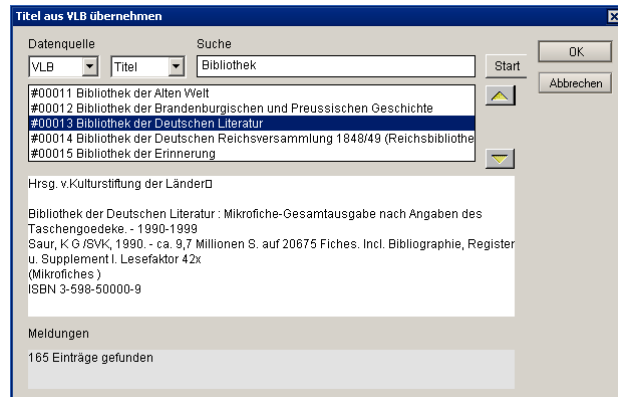 Titel aus VLB übernehmen
Datenquelle Suche
VLB Titel Bibliothek Start
OK
Abbrechen
#00011 Bibliothek der Alten Welt
#00012 Bibliothek der Brandenburgischen und Preussischen Geschichte
#00013 Bibliothek der Deutschen Literatur
#00014 Bibliothek der Deutschen Reichsversammlung 1848/49 (Reichsbibliothe
#00015 Bibliothek der Erinnerung
Hrsg. v.Kulturstiftung der Länder
Bibliothek der Deutschen Literatur : Mikrofiche-Gesamtausgabe nach Angaben des
Taschengoedeke. - 1990-1999
Saur, K G /SVK, 1990. - ca. 9,7 Millionen S. auf 20675 Fiches. Incl. Bibliographie, Register
u. Supplement I. Lesefaktor 42x
(Mikrofiches )
ISBN 3-598-50000-9
Meldungen
165 Einträge gefunden